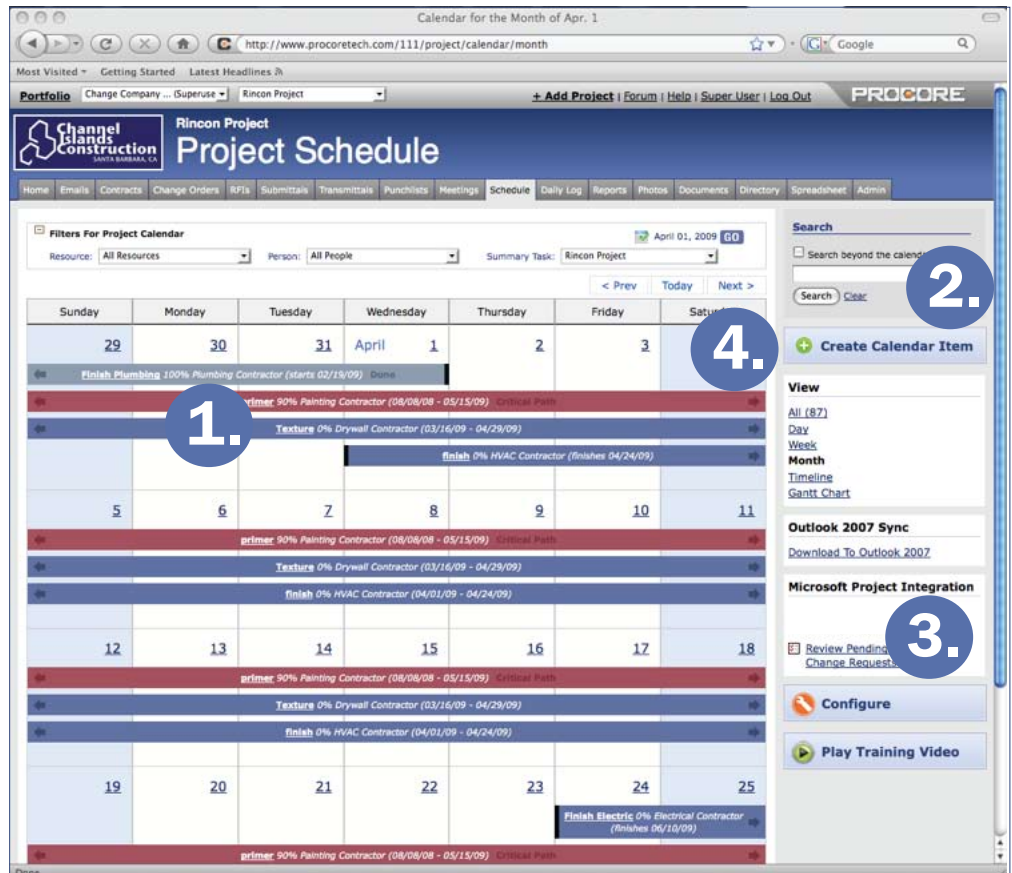 Calendar for the Month of Apr. 1
http://www.procoretech.com/111/project/calendar/month
Google
Most Visited Getting Started Latest Headlines
Portfolio Change Company ... (Superuse Rincon Project + Add Project | Forum | Help | Super User | Log Out PROCORE
Channel Islands Construction
SANTA BARBARA, CA
Rincon Project
Project Schedule
Home Emails Contracts Change Orders RFIs Submittals Transmittals Punchlists Meetings Schedule Daily Log Reports Photos Documents Directory Spreadsheet Admin
Filters For Project Calendar
April 01, 2009 GO
Resource: All Resources Person: All People Summary Task: Rincon Project
< Prev Today Next >
Sunday Monday Tuesday Wednesday Thursday Friday
29 30 31 April 1 2 3
Finish Plumbing 100% Plumbing Contractor (starts 02/19/09) Done
primer 90% Painting Contractor (08/08/08 - 05/15/09) Critical Path
Texture 0% Drywall Contractor (03/16/09 - 04/29/09)
finish 0% HVAC Contractor (finishes 04/24/09)
5 6 7 8 9 10 11
primer 90% Painting Contractor (08/08/08 - 05/15/09) Critical Path
Texture 0% Drywall Contractor (03/16/09 - 04/29/09)
finish 0% HVAC Contractor (04/01/09 - 04/24/09)
12 13 14 15 16 17 18
primer 90% Painting Contractor (08/08/08 - 05/15/09) Critical Path
Texture 0% Drywall Contractor (03/16/09 - 04/29/09)
finish 0% HVAC Contractor (04/01/09 - 04/24/09)
19 20 21 22 23 24 25
Finish Electric 0% Electrical Contractor
(finishes 06/10/09)
primer 90% Painting Contractor (08/08/08 - 05/15/09) Critical Path
1.
4.
Search
Search beyond the
2.
Search Clear
Create Calendar Item
View
All (87)
Day
Week
Month
Timeline
Gantt Chart
Outlook 2007 Sync
Download To Outlook 2007
Microsoft Project Integration
3.
Review Pending
Change Requests
Configure
Play Training Video